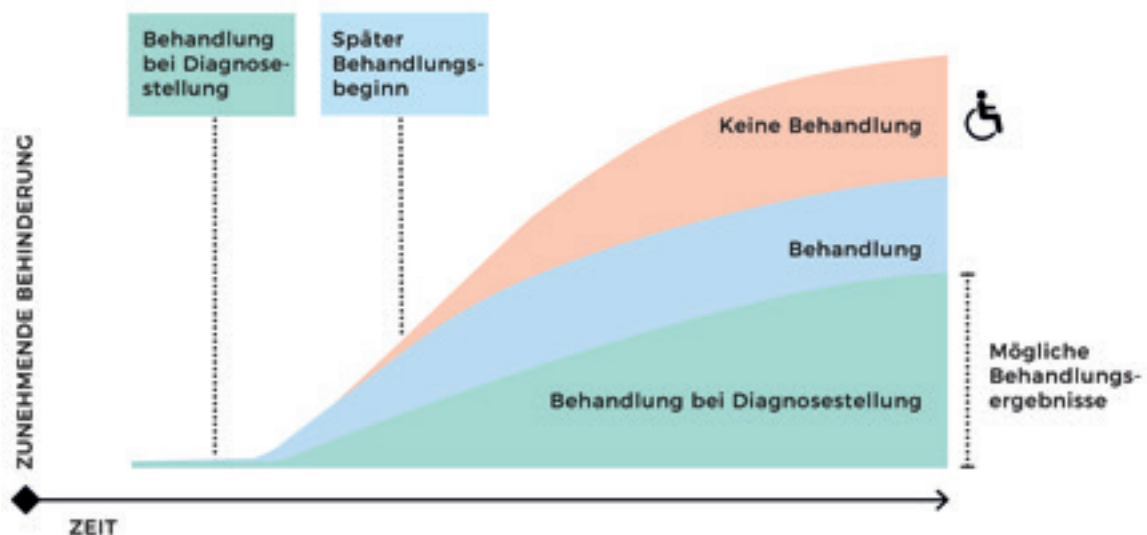 Behandlung
bei Diagnose-
stellung
Später
Behandlungs-
beginn
Keine Behandlung
Behandlung
Behandlung bei Diagnosestellung
Mögliche
Behandlungs-
ergebnisse
ZUNEHMENDE BEHINDERUNG
ZEIT